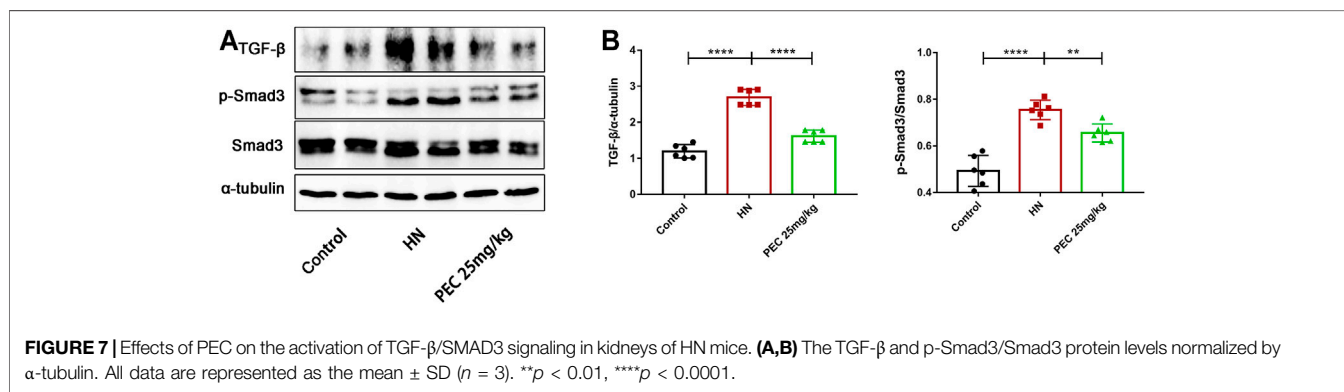 A
TGF-β
p-Smad3
Smad3
α-tubulin
Control
HN
PEC 25mg/kg
B
TGF-β/α-tubulin
4
3
2
1
0
****
****
Control
HN
PEC 25mg/kg
p-Smad3/Smad3
1.0
0.8
0.6
0.4
****
**
Control
HN
PEC 25mg/kg
FIGURE 7 | Effects of PEC on the activation of TGF-β/SMAD3 signaling in kidneys of HN mice. (A,B) The TGF-β and p-Smad3/Smad3 protein levels normalized by
α-tubulin. All data are represented as the mean ± SD (n = 3). **p < 0.01, ****p < 0.0001.